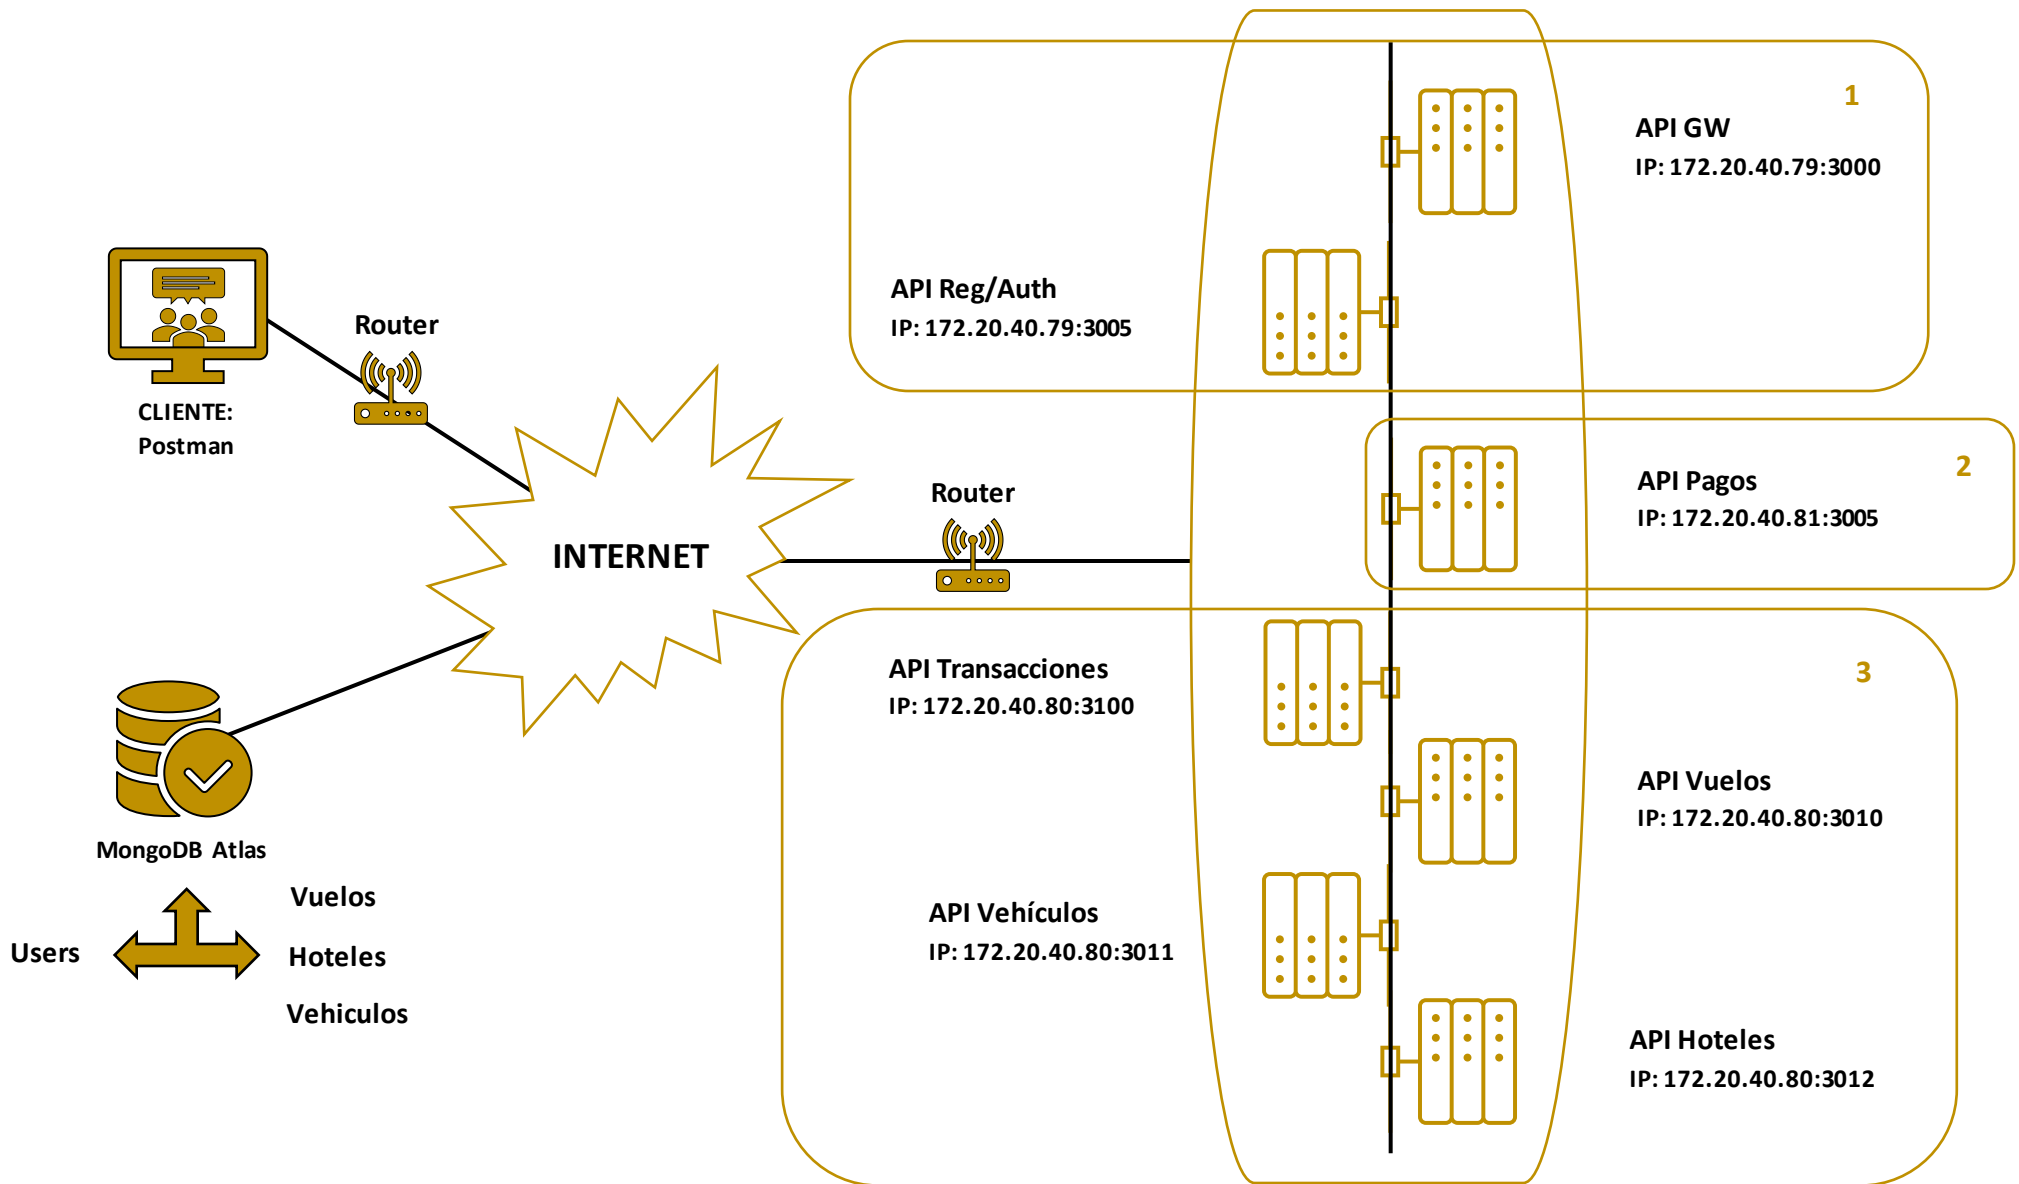 1
API GW
IP: 172.20.40.79:3000
API Reg/Auth
IP: 172.20.40.79:3005
Router
CLIENTE:
Postman
2
API Pagos
IP: 172.20.40.81:3005
Router
INTERNET
3
API Transacciones
IP: 172.20.40.80:3100
API Vuelos
IP: 172.20.40.80:3010
MongoDB Atlas
Vuelos
Users
Hoteles
Vehiculos
API Vehículos
IP: 172.20.40.80:3011
API Hoteles
IP: 172.20.40.80:3012